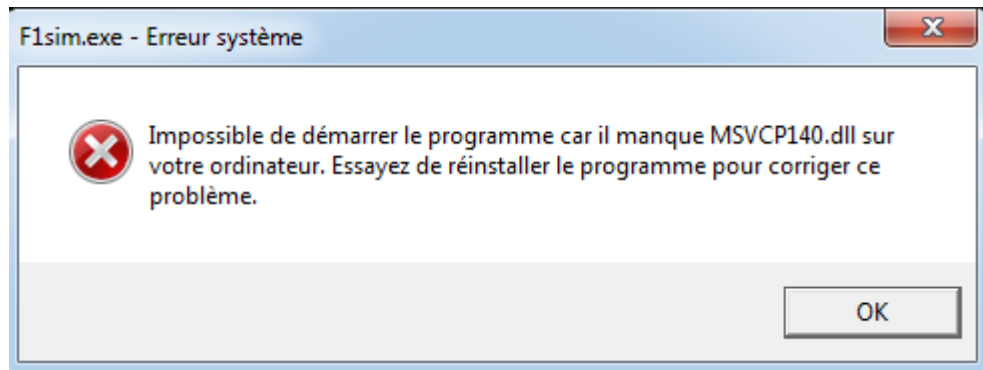 F1sim.exe - Erreur système
Impossible de démarrer le programme car il manque MSVCP140.dll sur
votre ordinateur. Essayez de réinstaller le programme pour corriger ce
problème.
OK